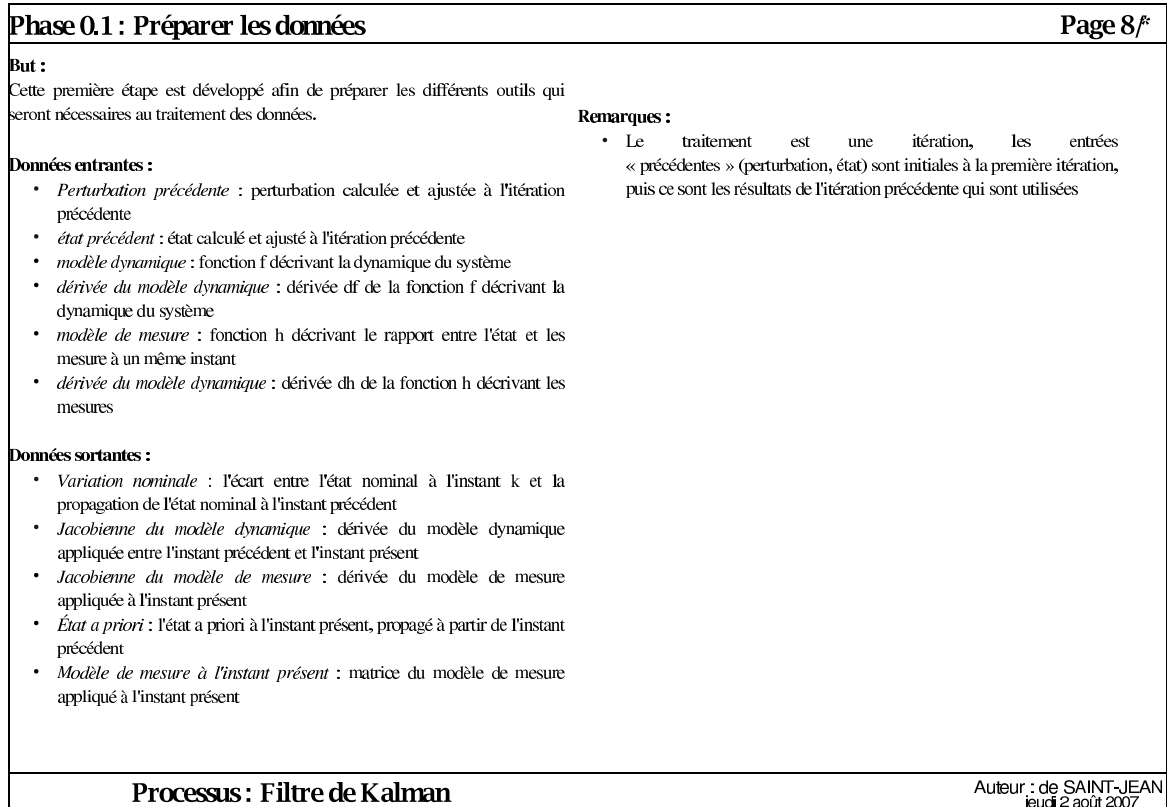 Phase 0.1 : Préparer les données
Page 8/*
But :
Cette première étape est développé afin de préparer les différents outils qui
seront nécessaires au traitement des données.
Données entrantes :
• Perturbation précédente : perturbation calculée et ajustée à l'itération
précédente
• état précédent : état calculé et ajusté à l'itération précédente
• modèle dynamique : fonction f décrivant la dynamique du système
• dérivée du modèle dynamique : dérivée df de la fonction f décrivant la
dynamique du système
• modèle de mesure : fonction h décrivant le rapport entre l'état et les
mesure à un même instant
• dérivée du modèle dynamique : dérivée dh de la fonction h décrivant les
mesures
Données sortantes :
• Variation nominale : l'écart entre l'état nominal à l'instant k et la
propagation de l'état nominal à l'instant précédent
• Jacobienne du modèle dynamique : dérivée du modèle dynamique
appliquée entre l'instant précédent et l'instant présent
• Jacobienne du modèle de mesure : dérivée du modèle de mesure
appliquée à l'instant présent
• État a priori : l'état a priori à l'instant présent, propagé à partir de l'instant
précédent
• Modèle de mesure à l'instant présent : matrice du modèle de mesure
appliqué à l'instant présent
Remarques :
• Le traitement est une itération, les entrées
« précédentes » (perturbation, état) sont initiales à la première itération,
puis ce sont les résultats de l'itération précédente qui sont utilisées
Processus : Filtre de Kalman
Auteur : de SAINT-JEAN
jeudi 2 août 2007